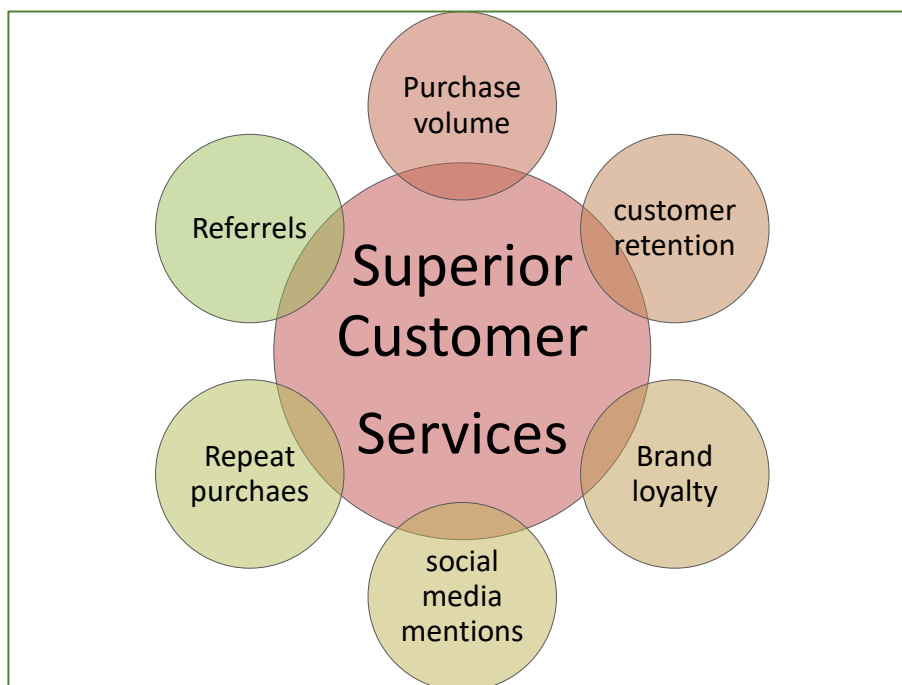 Purchase
volume
customer
retention
Brand
loyalty
social
media
mentions
Repeat
purchaes
Referrels
Superior
Customer
Services